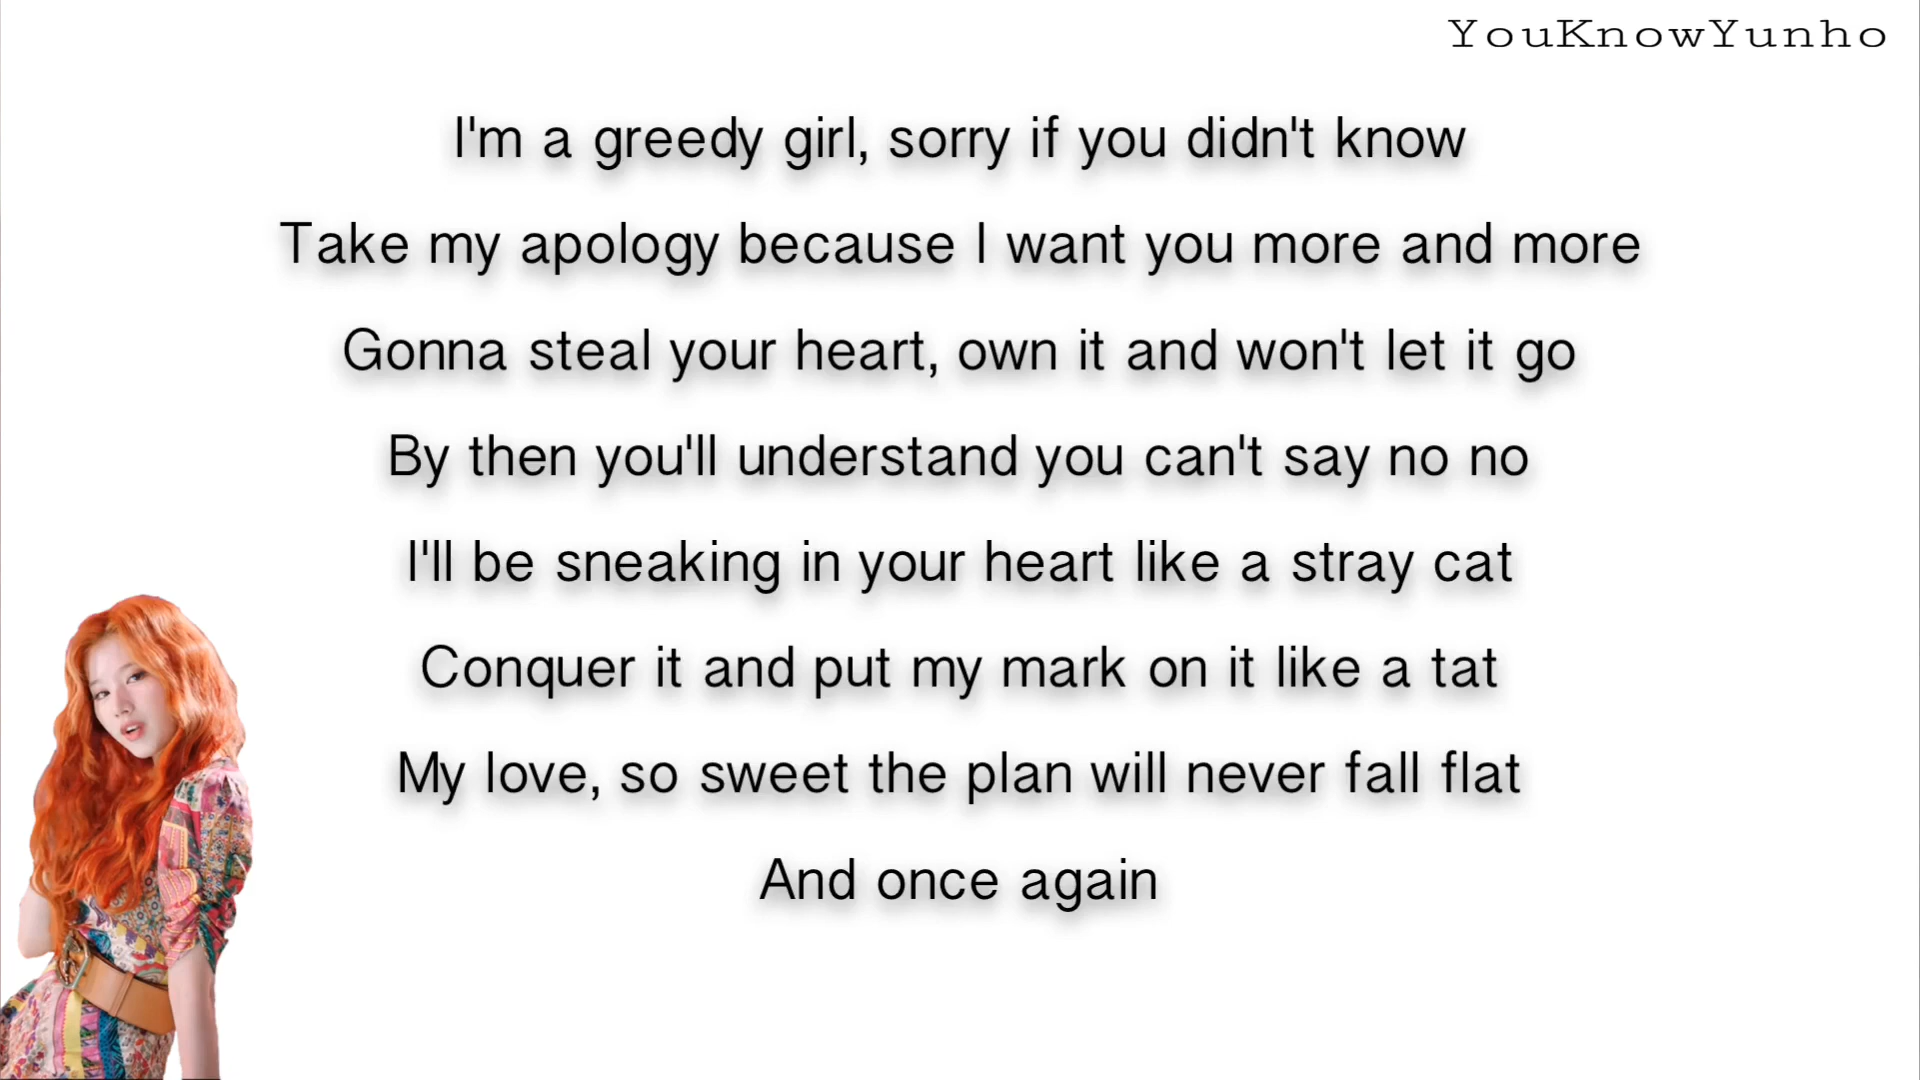 YouKnowYunho
I'm a greedy girl, sorry if you didn't know
Take my apology because I want you more and more
Gonna steal your heart, own it and won't let it go
By then you'll understand you can't say no no
I'll be sneaking in your heart like a stray cat
Conquer it and put my mark on it like a tat
My love, so sweet the plan will never fall flat
And once again